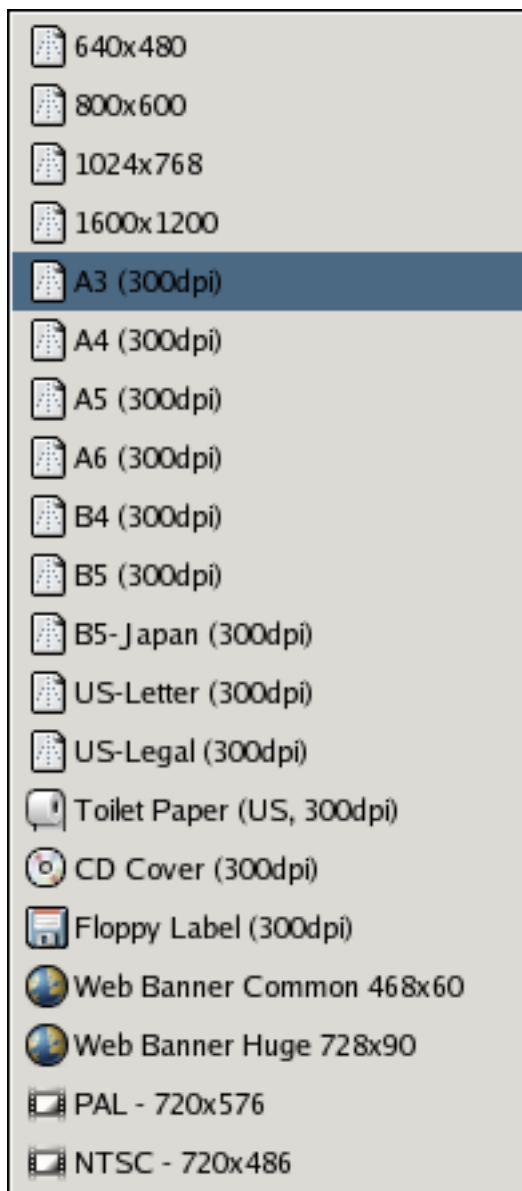 640x480
800x600
1024x768
1600x1200
A3 (300dpi)
A4 (300dpi)
A5 (300dpi)
A6 (300dpi)
B4 (300dpi)
B5 (300dpi)
B5-Japan (300dpi)
US-Letter (300dpi)
US-Legal (300dpi)
Toilet Paper (US, 300dpi)
CD Cover (300dpi)
Floppy Label (300dpi)
Web Banner Common 468x60
Web Banner Huge 728x90
PAL - 720x576
NTSC - 720x486